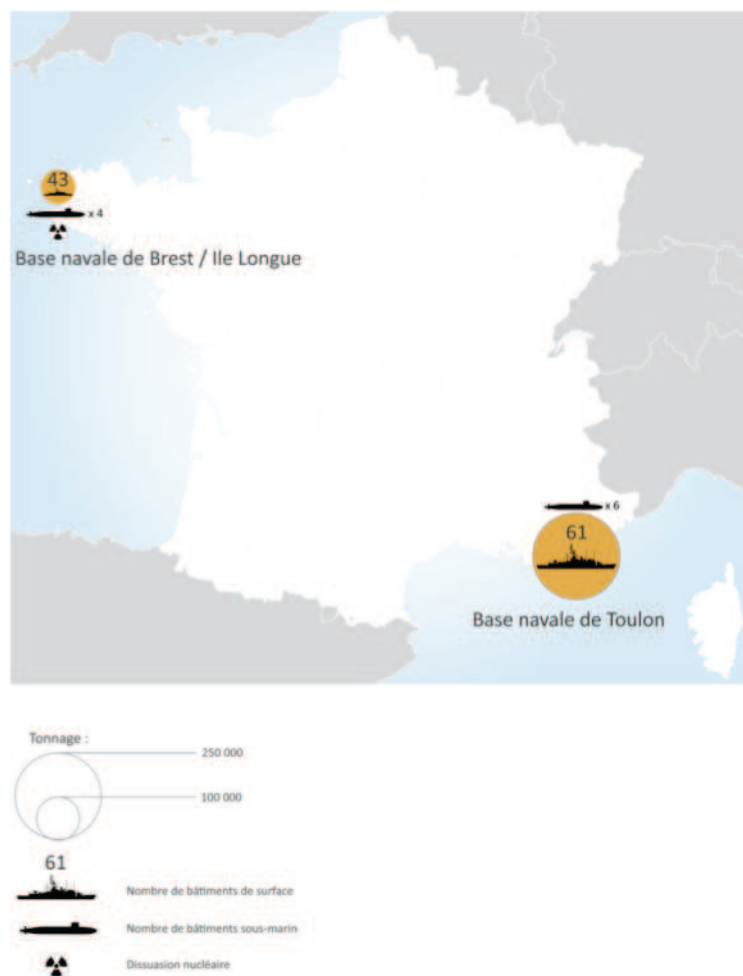 43
x 4
Base navale de Brest / Ile Longue
x 6
61
Base navale de Toulon
Tonnage :
250 000
100 000
61
Nombre de bâtiments de surface
Nombre de bâtiments sous-marin
Dissuasion nucléaire